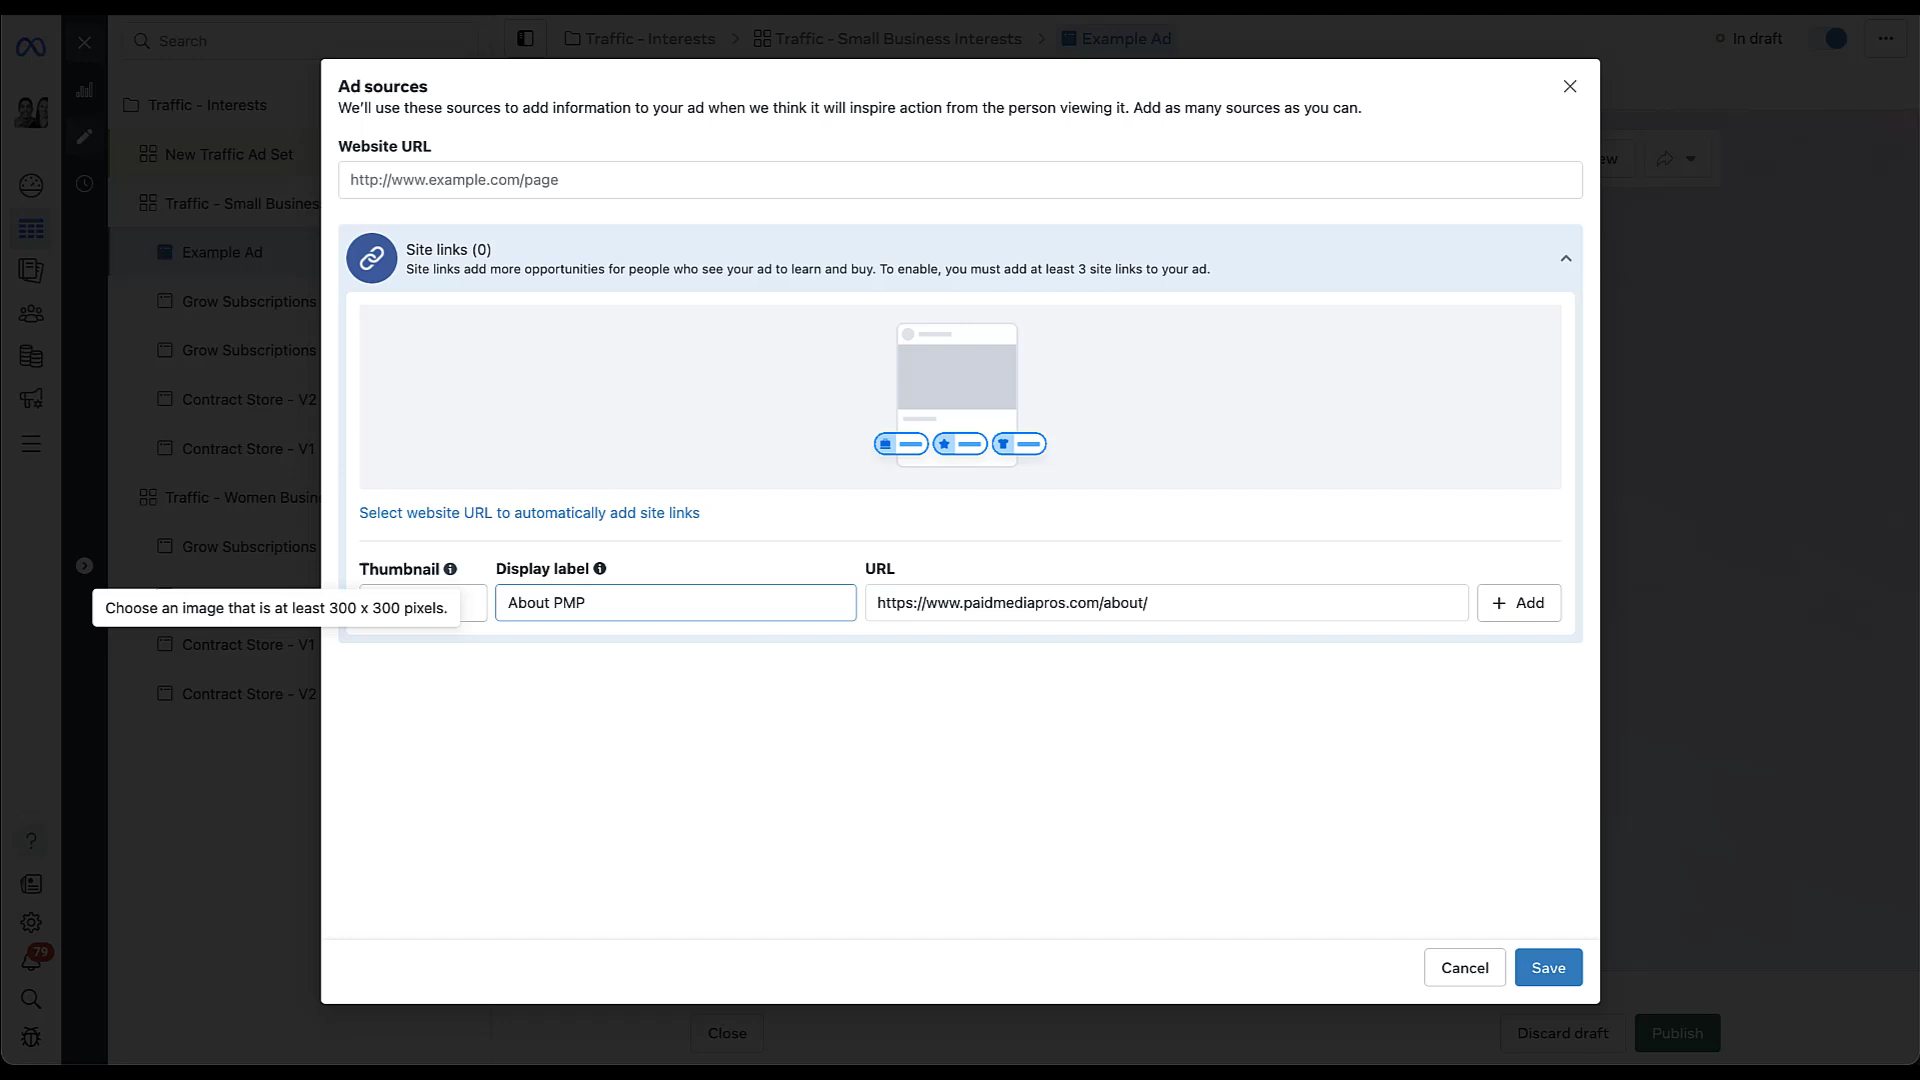 Search
Traffic - Interests
Traffic - Small Business Interests
Example Ad
In draft
Ad sources
We'll use these sources to add information to your ad when we think it will inspire action from the person viewing it. Add as many sources as you can.
Traffic - Interests
New Traffic Ad Set
Traffic - Small Busines
Example Ad
Grow Subscriptions
Grow Subscriptions
Contract Store - V2
Contract Store - V1
Traffic - Women Busin
Grow Subscriptions
Contract Store - V1
Contract Store - V2
Website URL
http://www.example.com/page
ew
Site links (0)
Site links add more opportunities for people who see your ad to learn and buy. To enable, you must add at least 3 site links to your ad.
Select website URL to automatically add site links
Thumbnail
Display label
URL
Choose an image that is at least 300 x 300 pixels.
About PMP
https://www.paidmediapros.com/about/
+ Add
79
Cancel
Save
Close
Discard draft
Publish